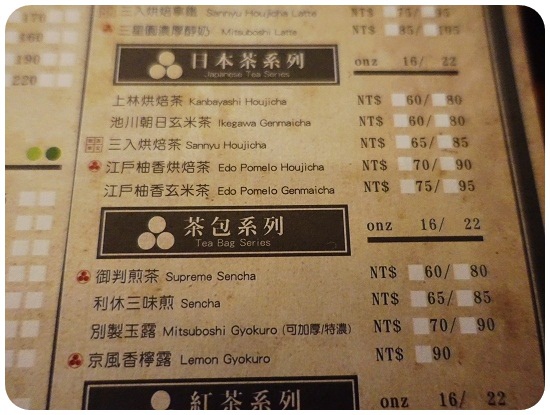 170
三入烘焙拿鐵 Sannyu Houjicha Latte NT$ 75/ 95
160
三星園濃厚醇奶 Mitsuboshi Latte NT$ 85/ 105
190
220
日本茶系列 onz 16/ 22
Japanese Tea Series
上林烘焙茶 Kanbayashi Houjicha NT$ 60/ 80
池川朝日玄米茶 Ikegawa Genmaicha NT$ 60/ 80
三入烘焙茶 Sannyu Houjicha NT$ 65/ 85
江戶柚香烘焙茶 Edo Pomelo Houjicha NT$ 70/ 90
江戶柚香玄米茶 Edo Pomelo Genmaicha NT$ 75/ 95
茶包系列 onz 16/ 22
Tea Bag Series
御判煎茶 Supreme Sencha NT$ 60/ 80
利休三味煎 Sencha NT$ 65/ 85
別製玉露 Mitsuboshi Gyokuro (可加厚/特濃) NT$ 70/ 90
京風香檸露 Lemon Gyokuro NT$ 90
紅茶系列 onz 16/ 22